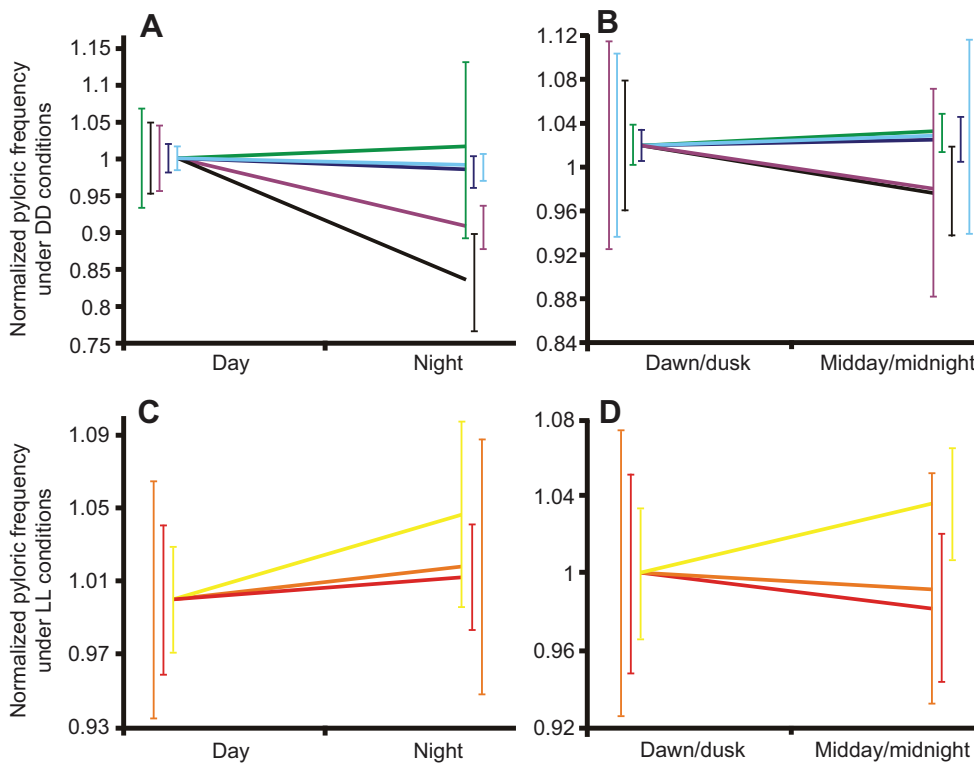 A
Normalized pyloric frequency
under DD conditions
1.15
1.1
1.05
1
0.95
0.9
0.85
0.8
0.75
Day
Night
B
1.12
1.08
1.04
1
0.96
0.92
0.88
0.84
Dawn/dusk
Midday/midnight
C
Normalized pyloric frequency
under LL conditions
1.09
1.05
1.01
0.97
0.93
Day
Night
D
1.08
1.04
1
0.96
0.92
Dawn/dusk
Midday/midnight